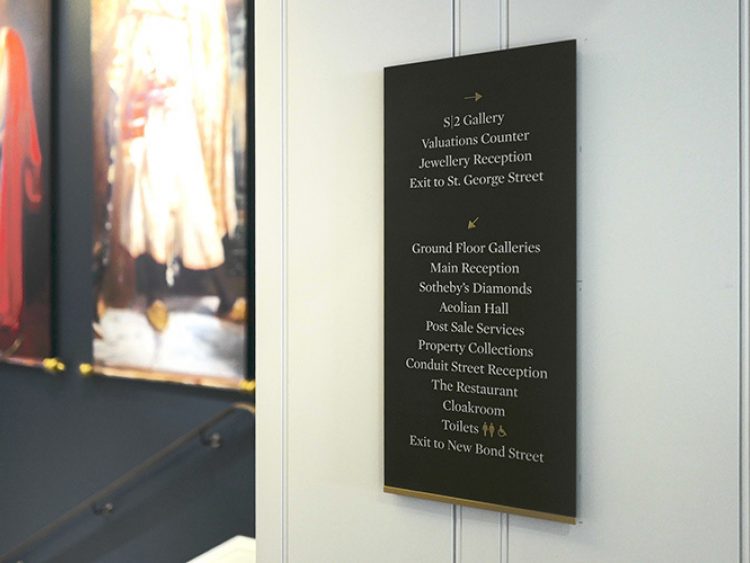 S|2 Gallery
Valuations Counter
Jewellery Reception
Exit to St. George Street
Ground Floor Galleries
Main Reception
Sotheby's Diamonds
Aeolian Hall
Post Sale Services
Property Collections
Conduit Street Reception
The Restaurant
Cloakroom
Toilets
Exit to New Bond Street